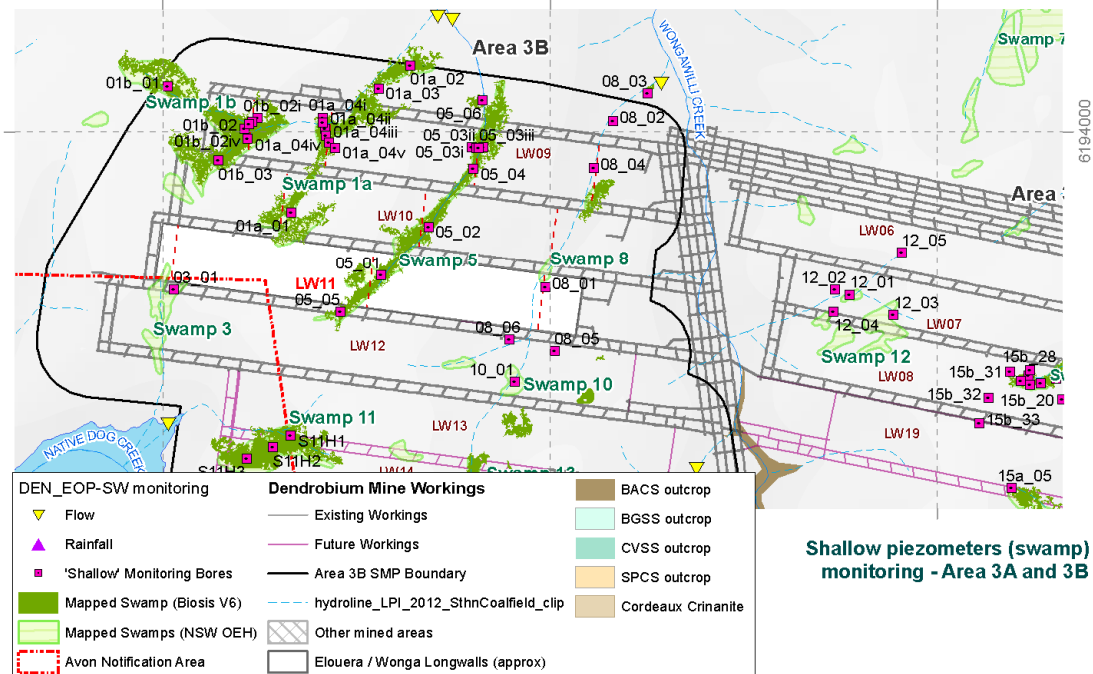 Area 3B
Swamp 7
WONGAWILLI CREEK
6194000
01a_02
01b_01
01a_03
08_03
Swamp 1b
01b_02i
01a_04i
05_06
01a_04ii
08_02
01b_02
01a_04iii
01b_02iv
01a_04iv
01a_04v
05_03ii
05_03iii
05_03i
LW09
01b_03
05_04
08_04
Swamp 1a
Area 3
01a_01
LW10
05_02
LW06
12_05
05_01
Swamp 5
Swamp 8
03_01
LW11
08_01
12_02
12_01
05_05
12_03
Swamp 3
12_04
LW07
08_06
LW12
08_05
Swamp 12
15b_28
10_01
15b_31
Swamp 10
LW08
15b_32
15b_20
Swamp 11
15b_33
LW13
LW19
S11H1
NATIVE DOG CREEK
S11H2
S11H3
LW14
15a_05
DEN_EOP-SW monitoring
Flow
Rainfall
'Shallow' Monitoring Bores
Mapped Swamp (Biosis V6)
Mapped Swamps (NSW OEH)
Avon Notification Area
Dendrobium Mine Workings
Existing Workings
Future Workings
Area 3B SMP Boundary
hydroline_LPI_2012_SthnCoalfield_clip
Other mined areas
Elouera / Wonga Longwalls (approx)
BACS outcrop
BGSS outcrop
CVSS outcrop
SPCS outcrop
Cordeaux Crinanite
Shallow piezometers (swamp)
monitoring - Area 3A and 3B